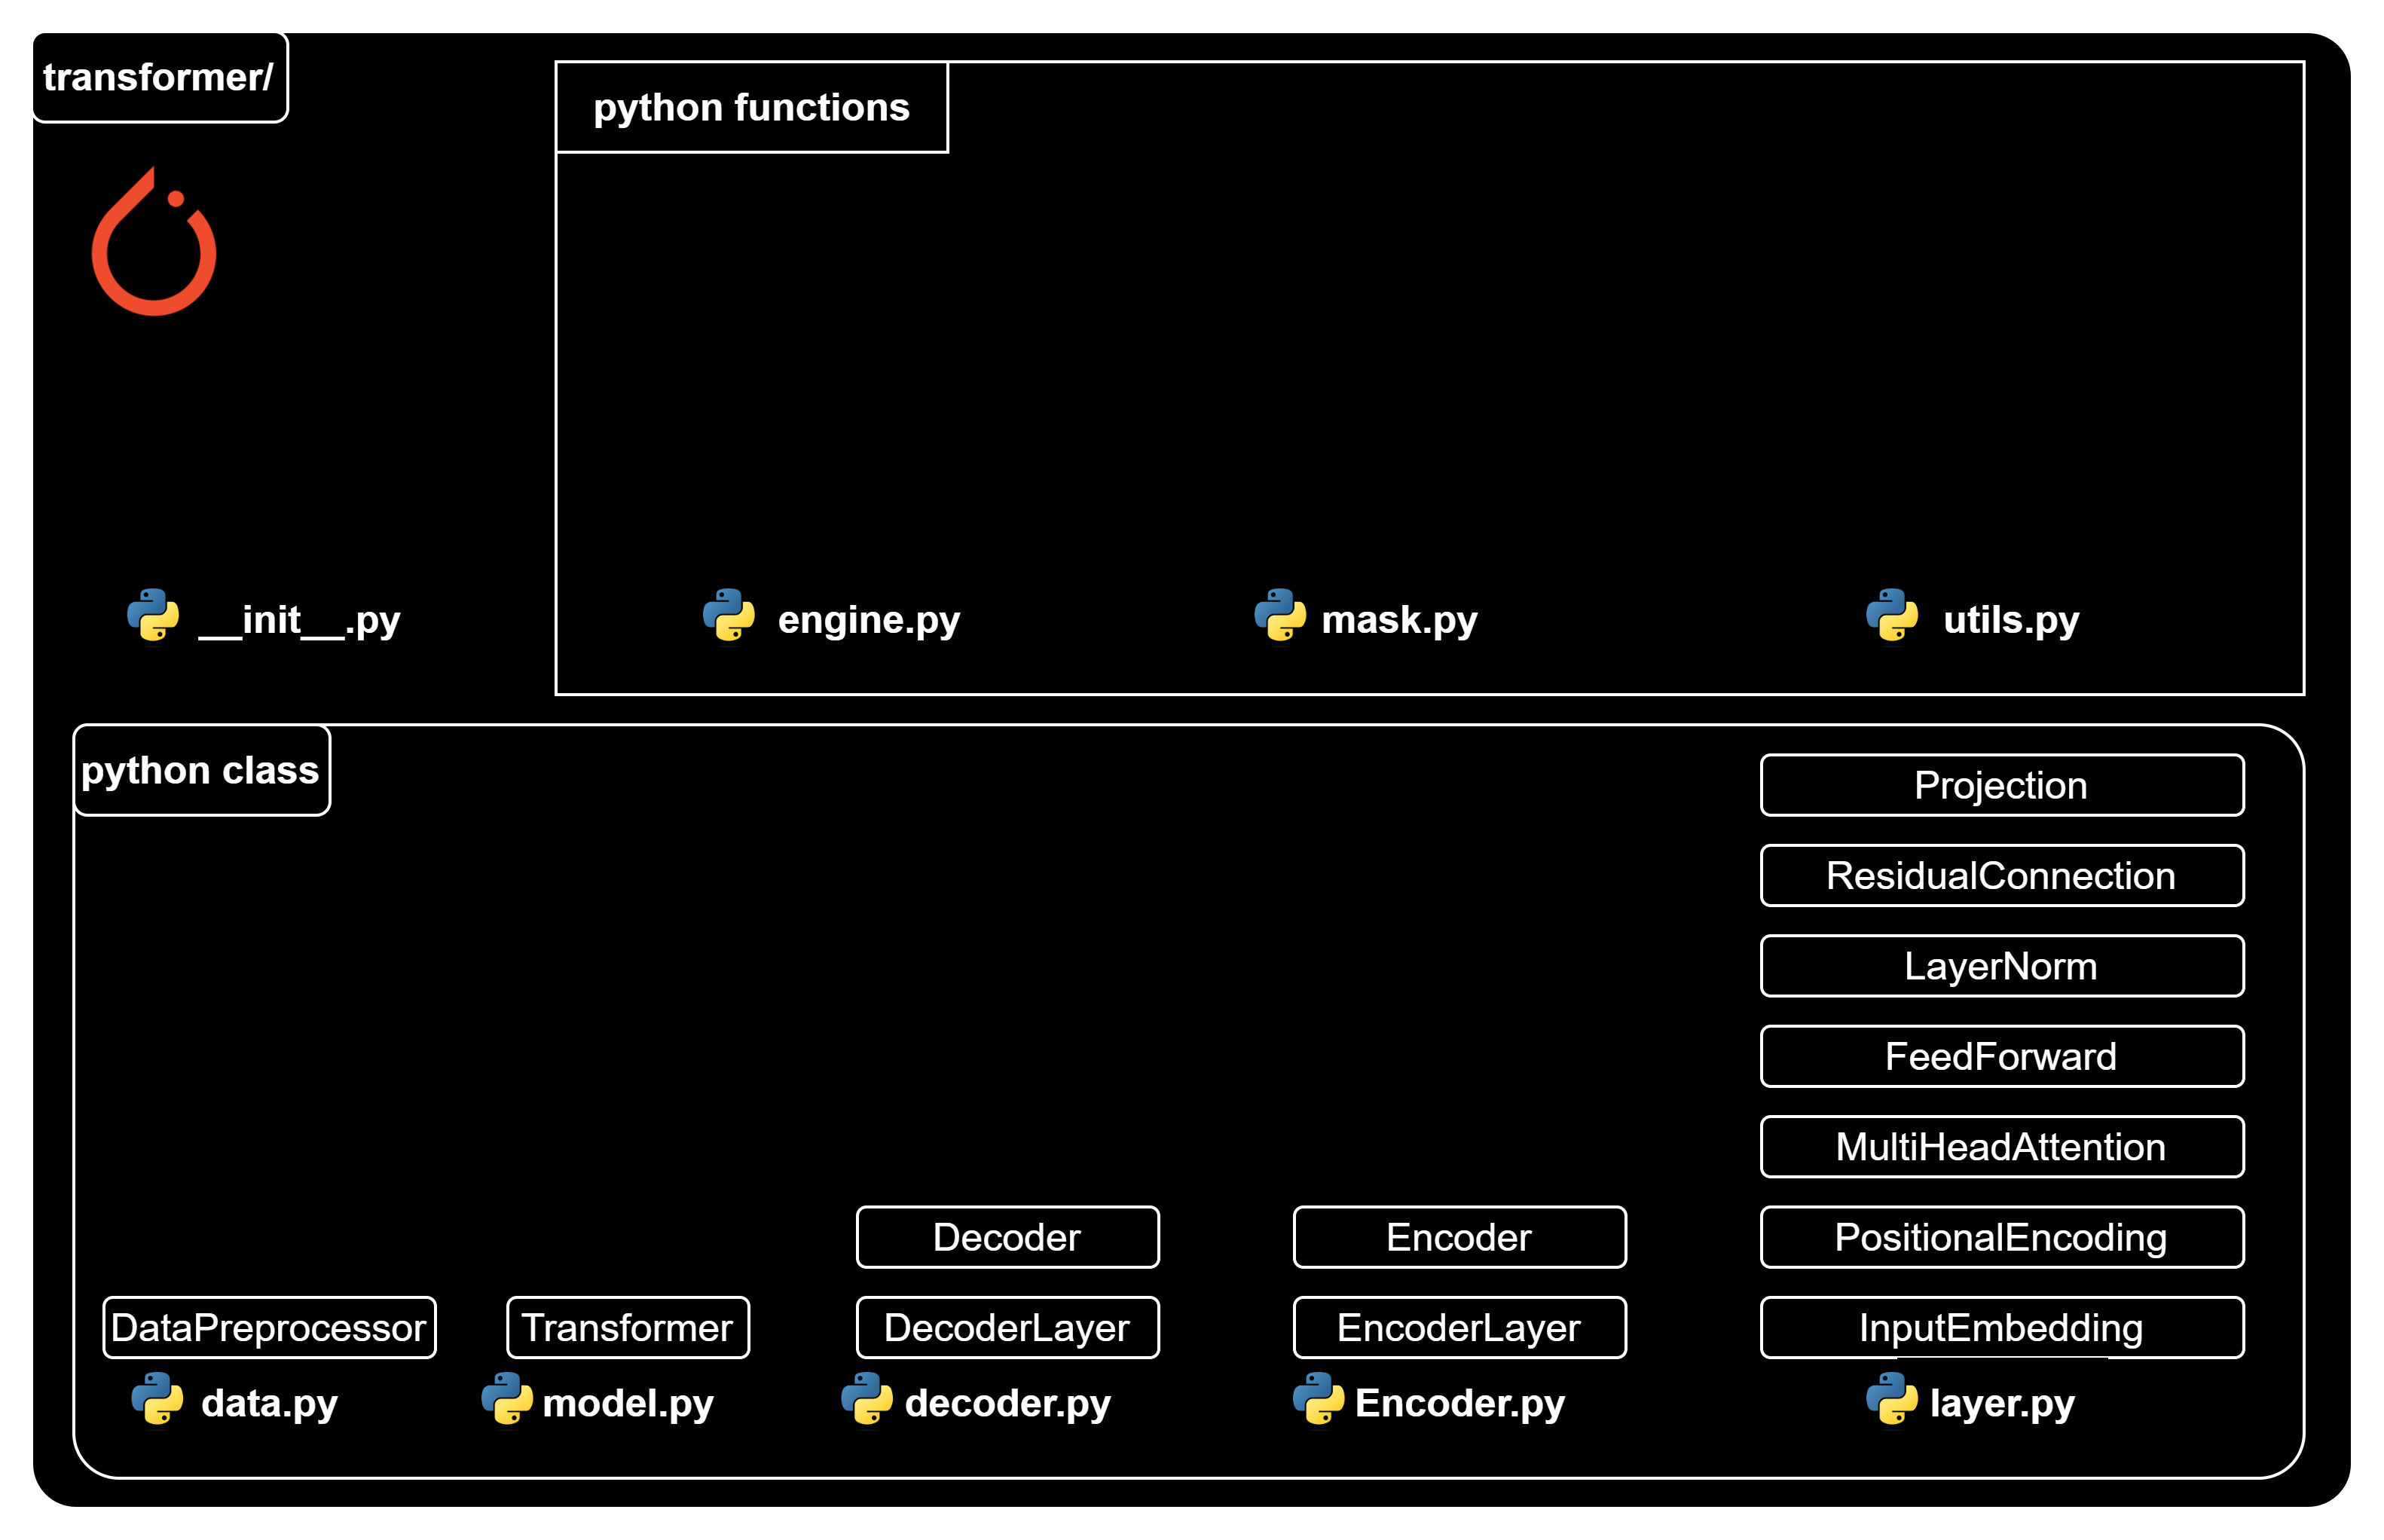 transformer/
python functions
__init__.py
engine.py
mask.py
utils.py
python class
Projection
ResidualConnection
LayerNorm
FeedForward
MultiHeadAttention
Decoder
Encoder
PositionalEncoding
DataPreprocessor
Transformer
DecoderLayer
EncoderLayer
InputEmbedding
data.py
model.py
decoder.py
Encoder.py
layer.py